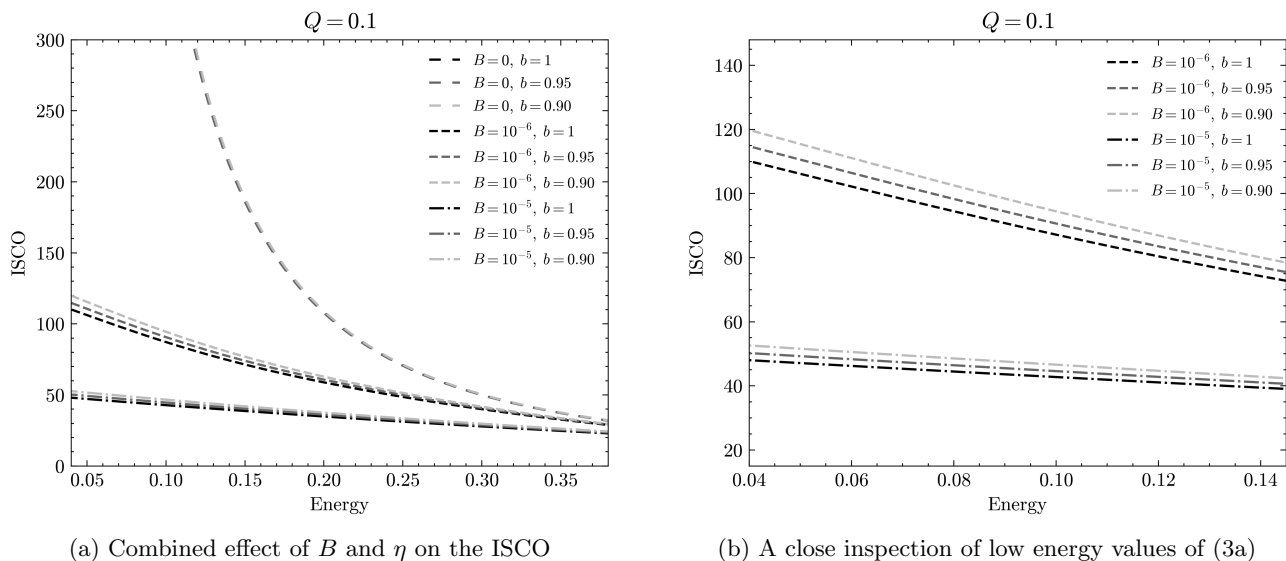 Q = 0.1
300
250
200
150
100
50
0
ISCO
0.05 0.10 0.15 0.20 0.25 0.30 0.35
Energy
B = 0, b = 1
B = 0, b = 0.95
B = 0, b = 0.90
B = 10⁻⁶, b = 1
B = 10⁻⁶, b = 0.95
B = 10⁻⁶, b = 0.90
B = 10⁻⁵, b = 1
B = 10⁻⁵, b = 0.95
B = 10⁻⁵, b = 0.90
(a) Combined effect of B and η on the ISCO
Q = 0.1
140
120
100
80
60
40
20
ISCO
0.04 0.06 0.08 0.10 0.12 0.14
Energy
B = 10⁻⁶, b = 1
B = 10⁻⁶, b = 0.95
B = 10⁻⁶, b = 0.90
B = 10⁻⁵, b = 1
B = 10⁻⁵, b = 0.95
B = 10⁻⁵, b = 0.90
(b) A close inspection of low energy values of (3a)